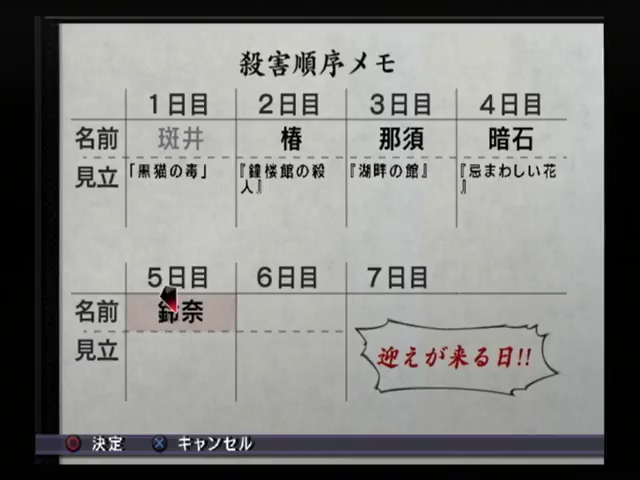 殺害順序メモ
1日目 2日目 3日目 4日目
名前 斑井 椿 那須 暗石
見立 「黒猫の毒」 『鐘楼館の殺 『湖畔の館』 『忌まわしい花
人』 』
5日目 6日目 7日目
名前 鈴奈
見立
迎えが来る日!!
決定 キャンセル